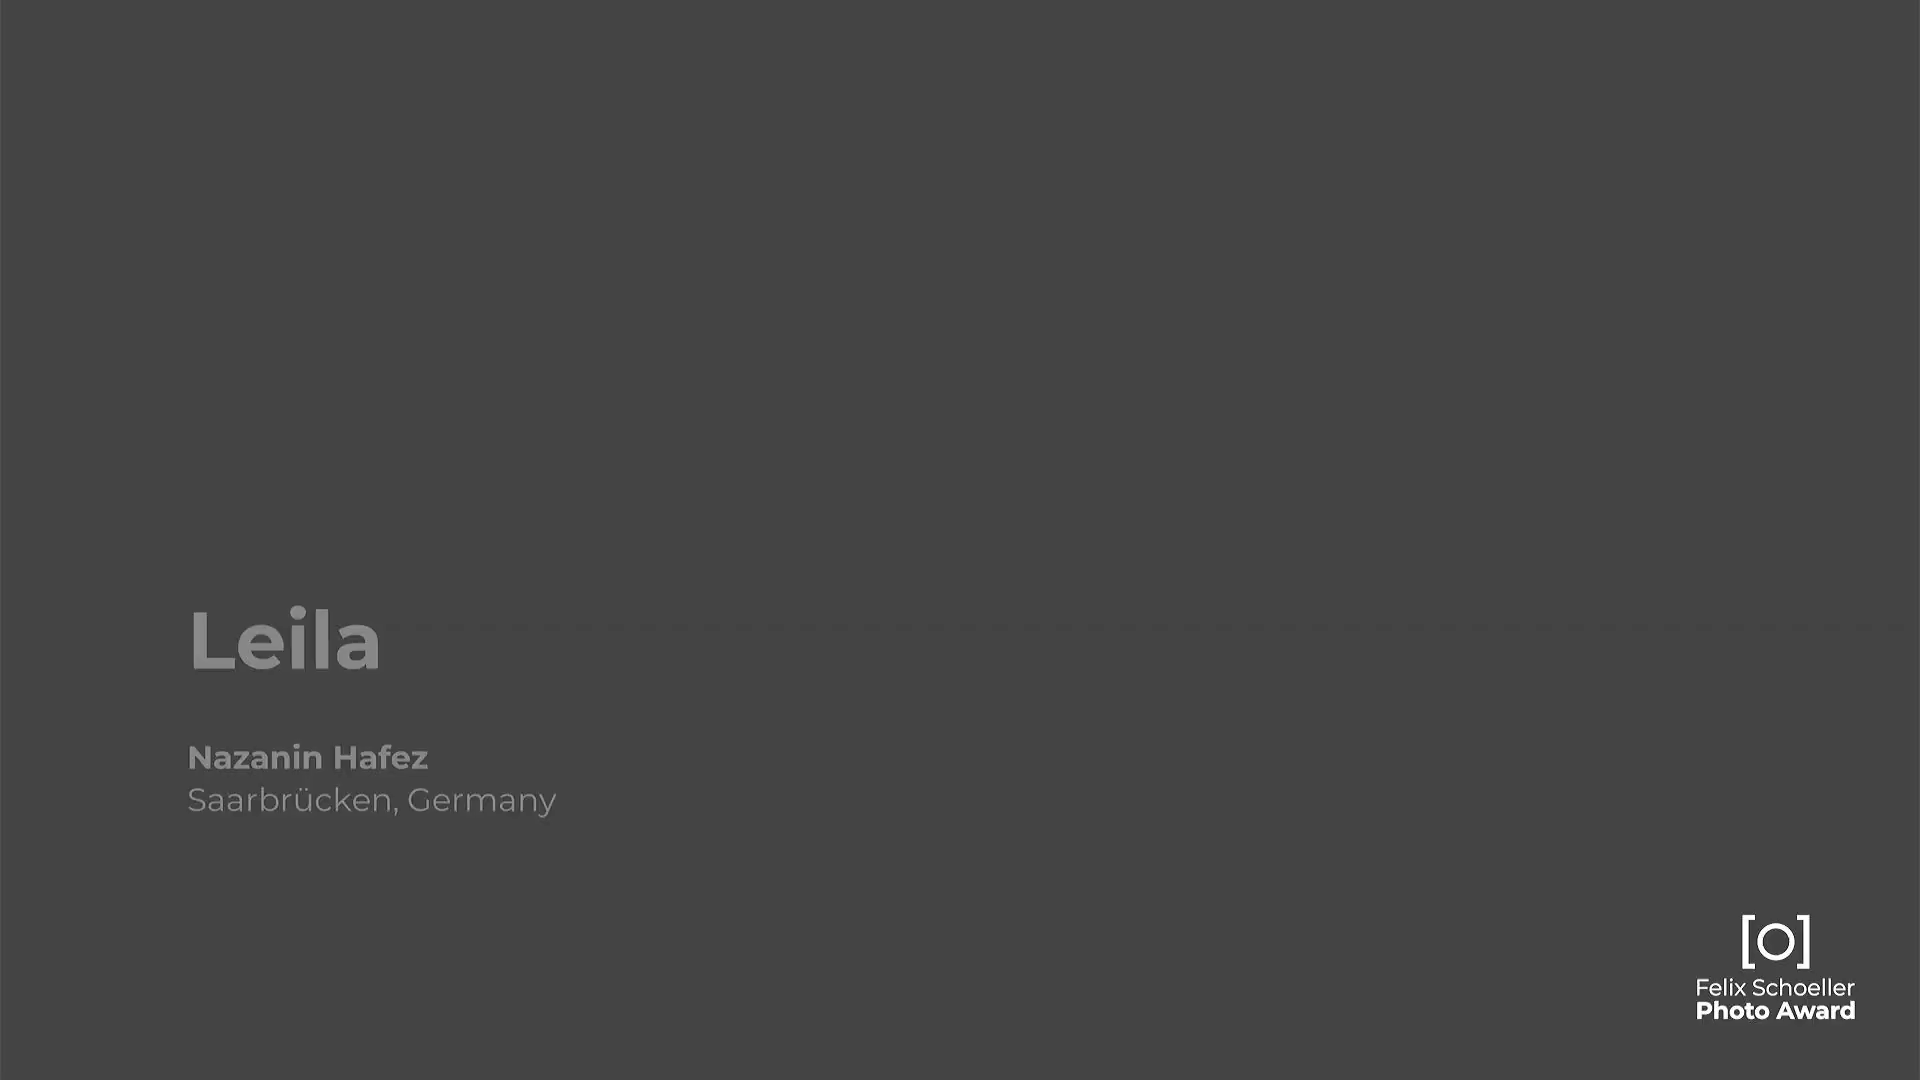 Leila
Nazanin Hafez
Saarbrücken, Germany
Felix Schoeller
Photo Award